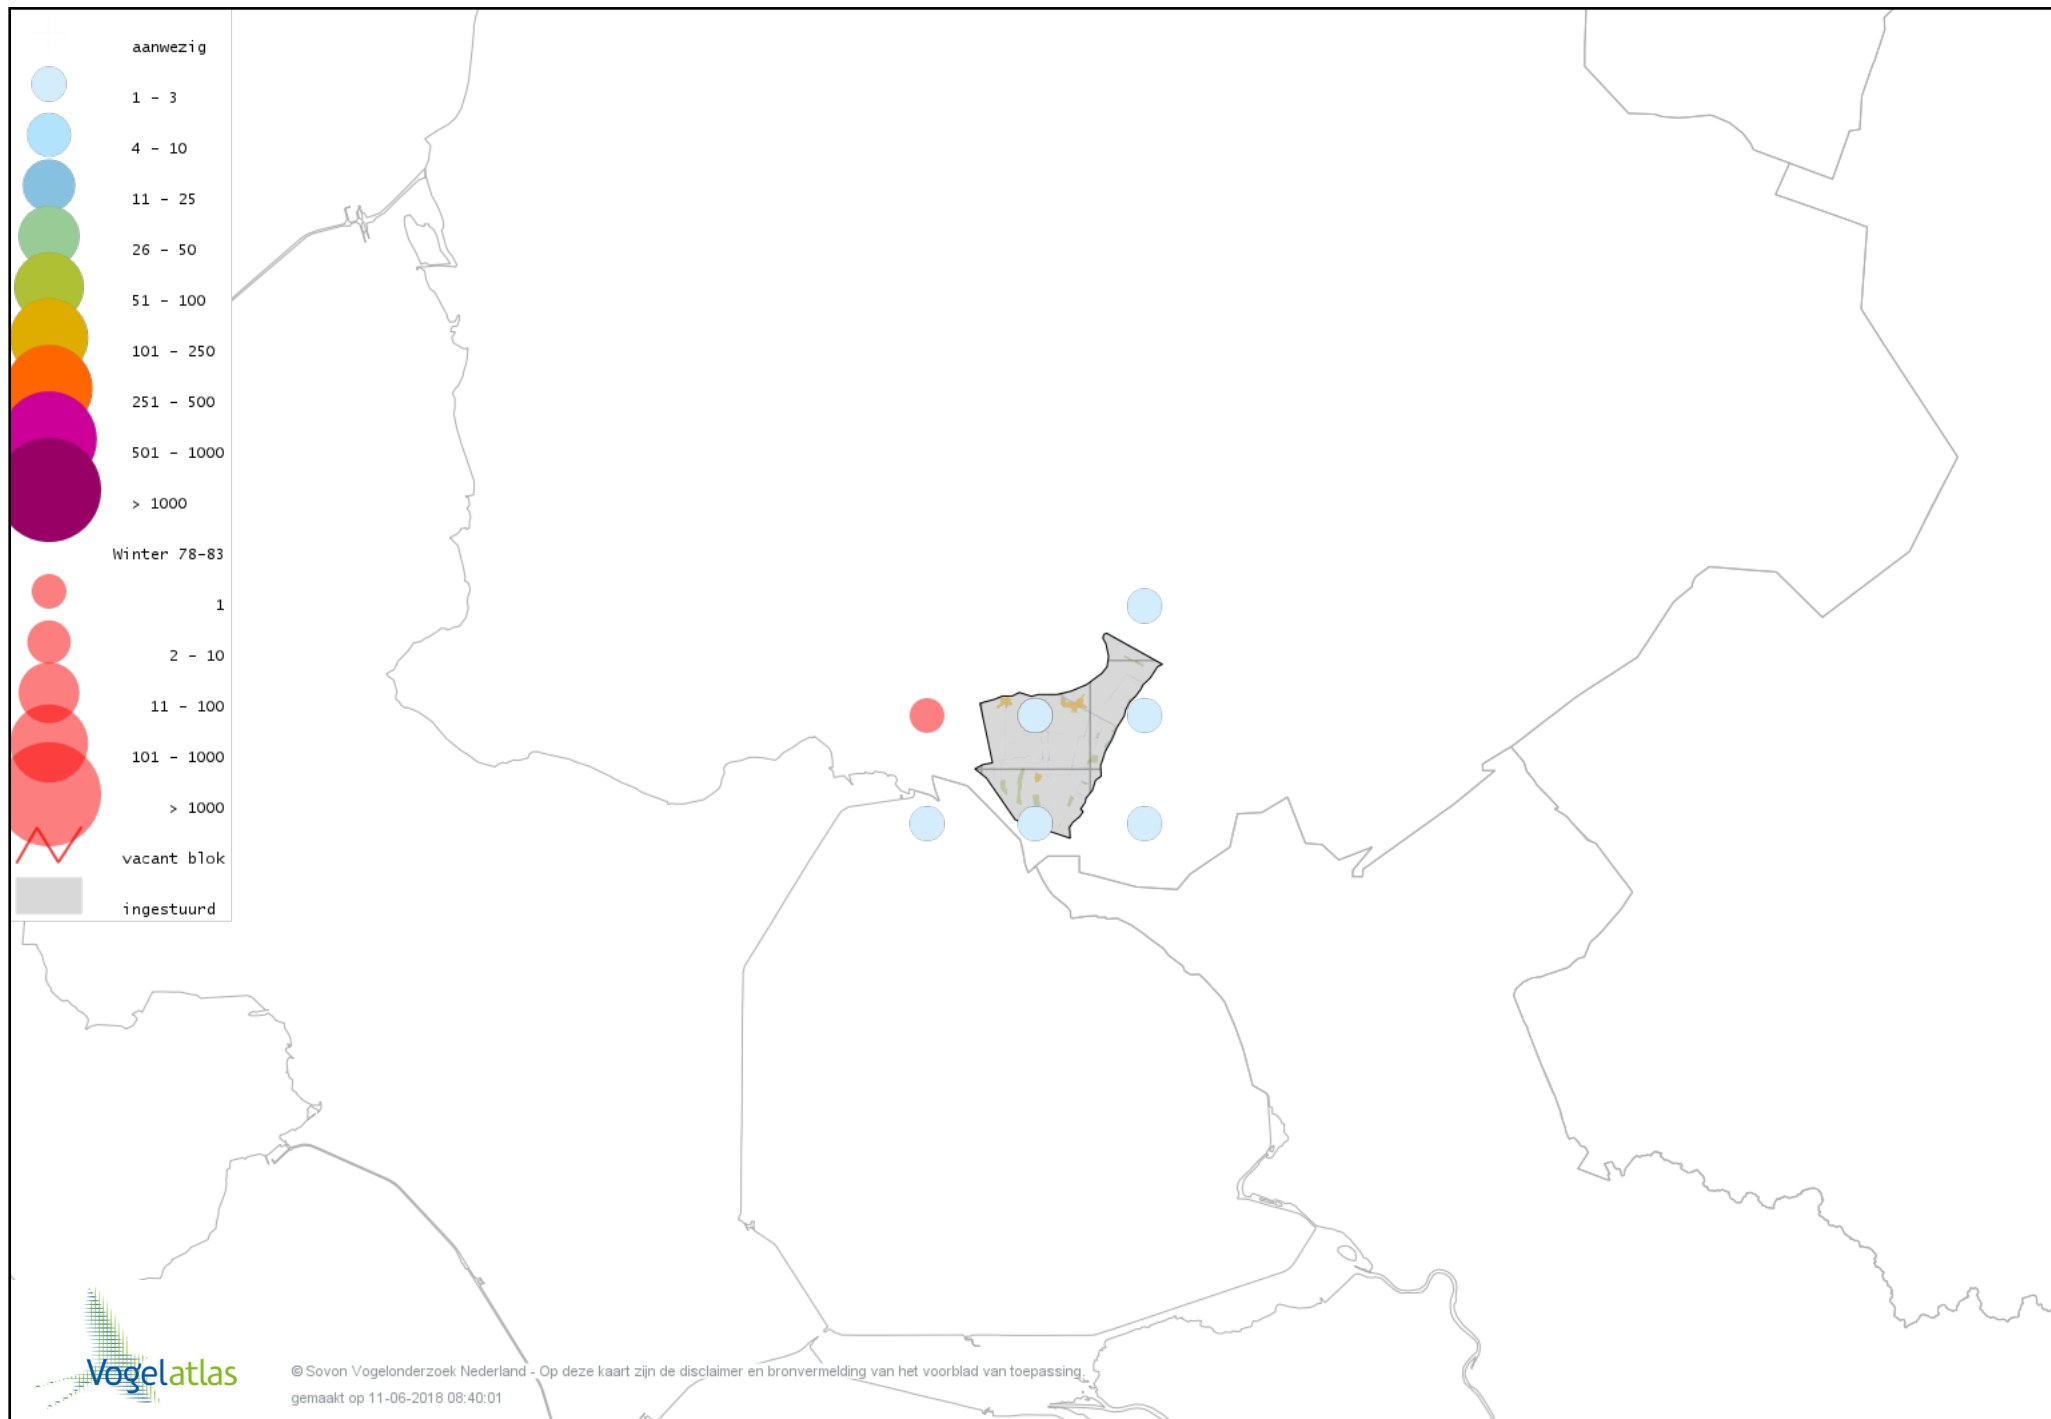 aanwezig
1 - 3
4 - 10
11 - 25
26 - 50
51 - 100
101 - 250
251 - 500
501 - 1000
> 1000
Winter 78-83
1
2 - 10
11 - 100
101 - 1000
> 1000
vacant blok
ingestuurd
Vogelatlas
© Sovon Vogelonderzoek Nederland - Op deze kaart zijn de disclaimer en bronvermelding van het voorblad van toepassing.
gemaakt op 11-06-2018 08:40:01